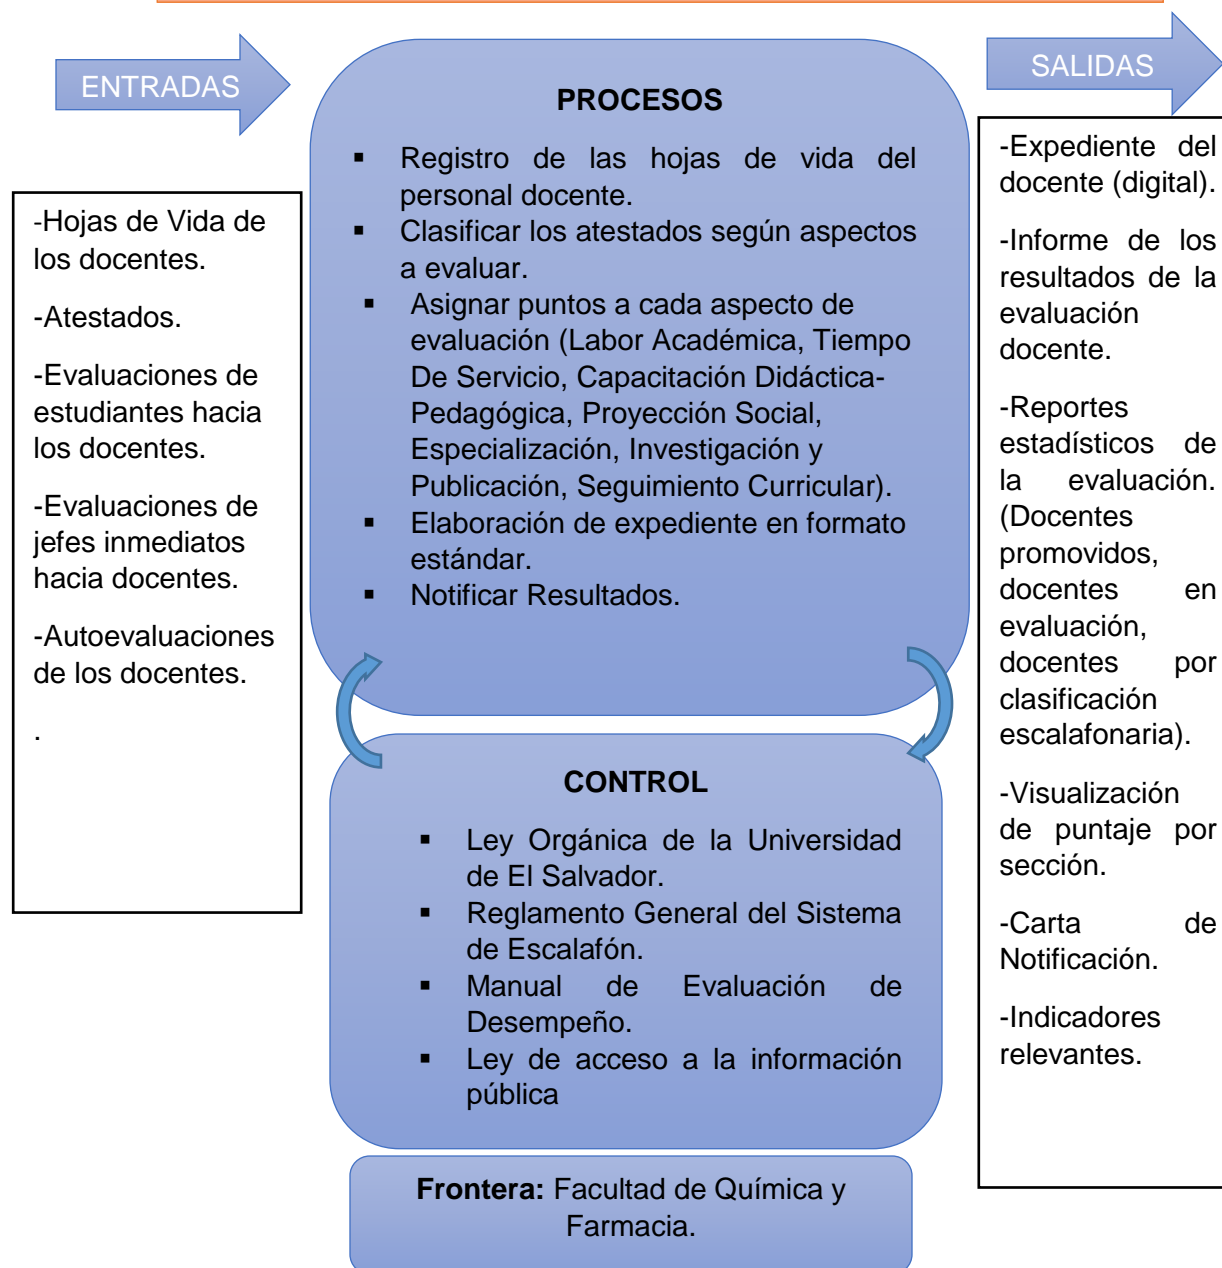 ENTRADAS
-Hojas de Vida de
los docentes.
-Atestados.
-Evaluaciones de
estudiantes hacia
los docentes.
-Evaluaciones de
jefes inmediatos
hacia docentes.
-Autoevaluaciones
de los docentes.
.
PROCESOS
▪ Registro de las hojas de vida del
personal docente.
▪ Clasificar los atestados según aspectos
a evaluar.
▪ Asignar puntos a cada aspecto de
evaluación (Labor Académica, Tiempo
De Servicio, Capacitación Didáctica-
Pedagógica, Proyección Social,
Especialización, Investigación y
Publicación, Seguimiento Curricular).
▪ Elaboración de expediente en formato
estándar.
▪ Notificar Resultados.
CONTROL
▪ Ley Orgánica de la Universidad
de El Salvador.
▪ Reglamento General del Sistema
de Escalafón.
▪ Manual de Evaluación de
Desempeño.
▪ Ley de acceso a la información
pública
Frontera: Facultad de Química y
Farmacia.
SALIDAS
-Expediente del
docente (digital).
-Informe de los
resultados de la
evaluación
docente.
-Reportes
estadísticos de
la evaluación.
(Docentes
promovidos,
docentes en
evaluación,
docentes por
clasificación
escalafonaria).
-Visualización
de puntaje por
sección.
-Carta de
Notificación.
-Indicadores
relevantes.